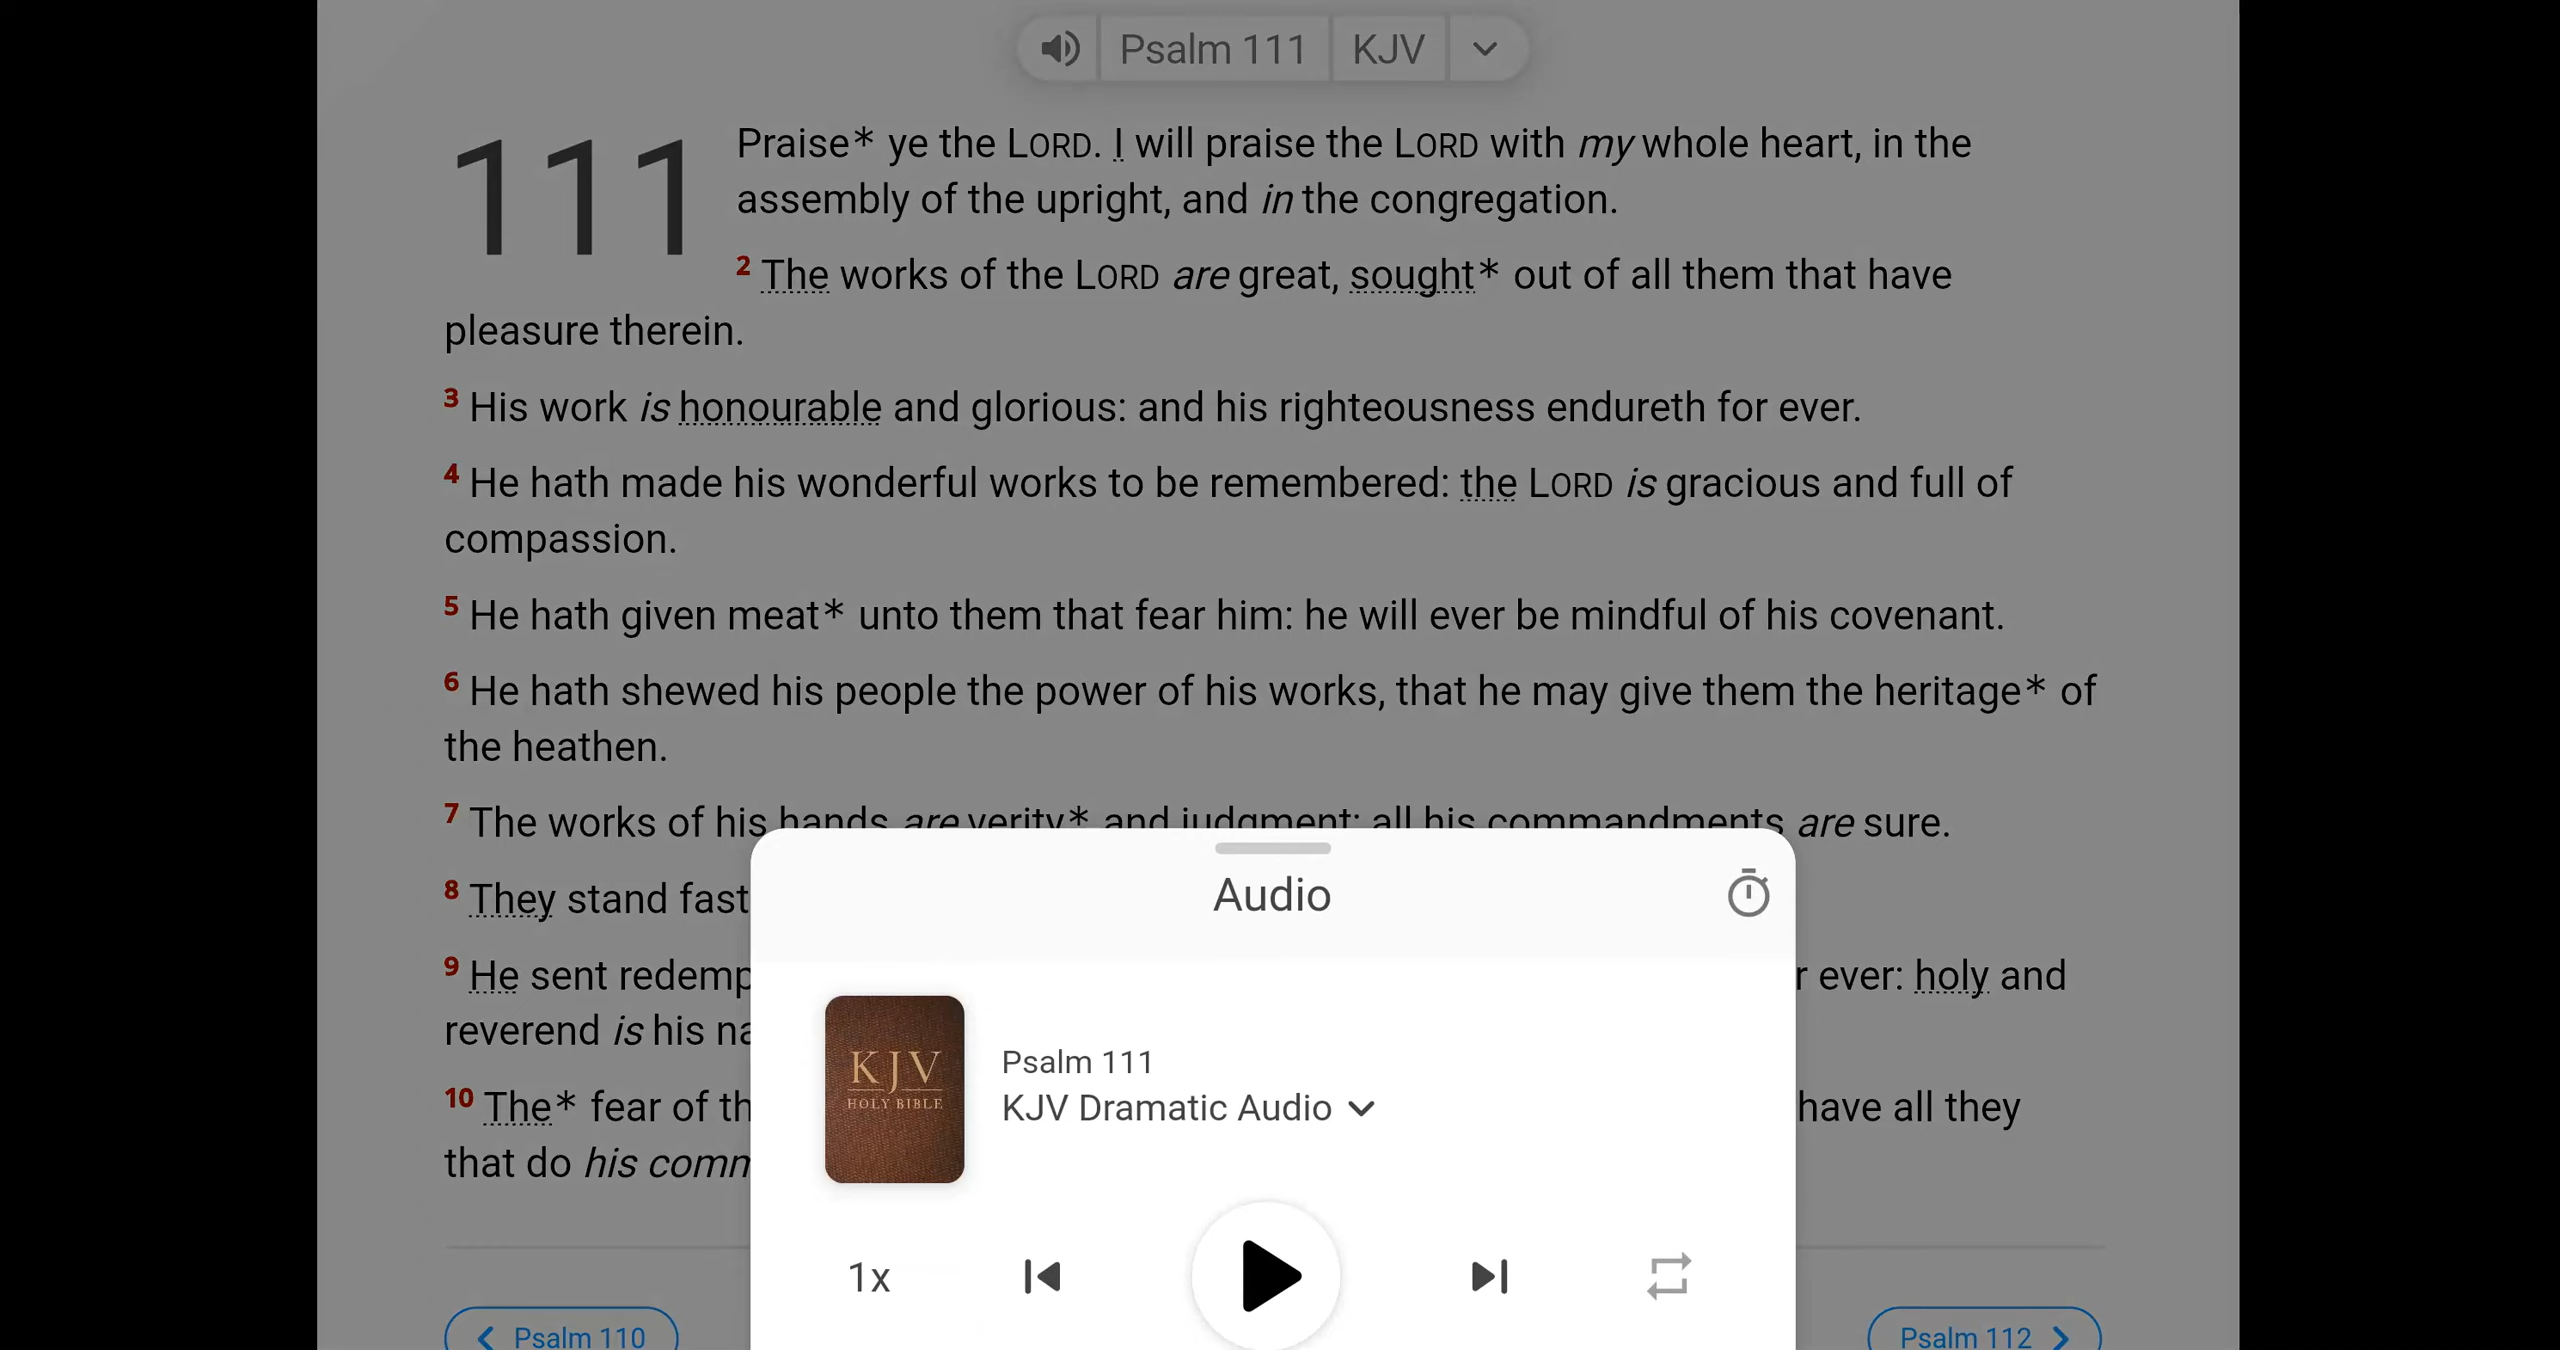 Psalm 111 KJV
111
Praise* ye the LORD. I will praise the LORD with my whole heart, in the
assembly of the upright, and in the congregation.
2 The works of the LORD are great, sought* out of all them that have
pleasure therein.
3 His work is honourable and glorious: and his righteousness endureth for ever.
4 He hath made his wonderful works to be remembered: the LORD is gracious and full of
compassion.
5 He hath given meat* unto them that fear him: he will ever be mindful of his covenant.
6 He hath shewed his people the power of his works, that he may give them the heritage* of
the heathen.
7 The works of his hands are verity* and judgment; all his commandments are sure.
8 They stand fast
9 He sent redemp r ever: holy and
reverend is his na
10 The* fear of th have all they
that do his comm
Audio
KJV
HOLY BIBLE
Psalm 111
KJV Dramatic Audio
1x
Psalm 110
Psalm 112